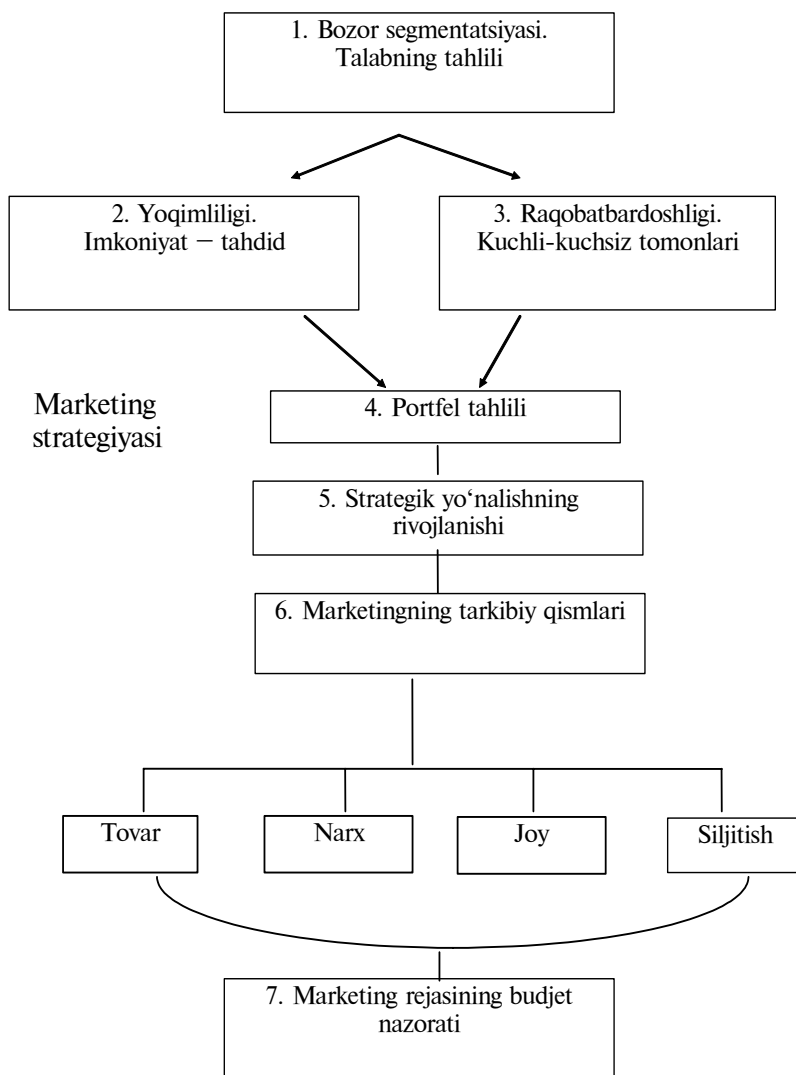 1. Bozor segmentatsiyasi.
Talabning tahlili
2. Yoqimliligi.
Imkoniyat – tahdid
3. Raqobatbardoshligi.
Kuchli-kuchsiz tomonlari
Marketing
strategiyasi
4. Portfel tahlili
5. Strategik yo‘nalishning
rivojlanishi
6. Marketingning tarkibiy qismlari
Tovar
Narx
Joy
Siljitish
7. Marketing rejasining budjet
nazorati